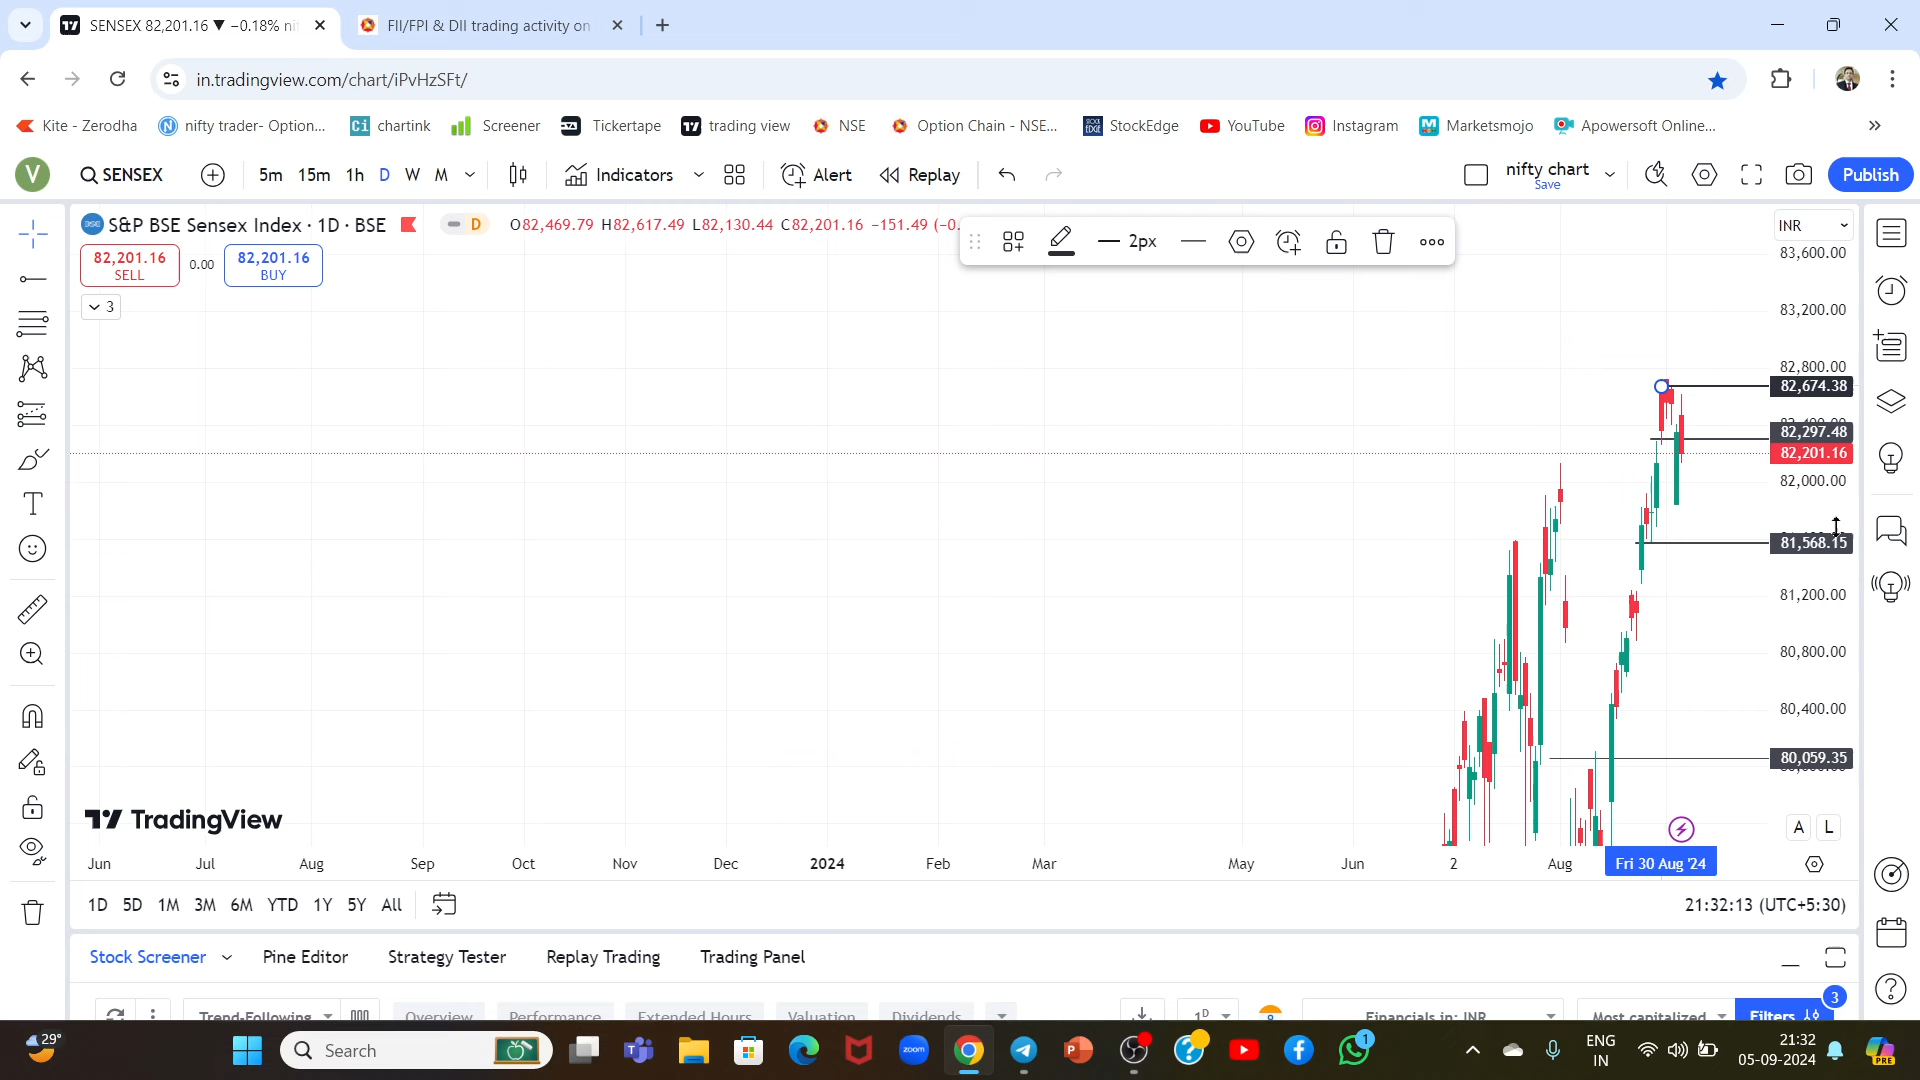 SENSEX 82,201.16 ▼ −0.18% ni
FII/FPI & DII trading activity on
in.tradingview.com/chart/iPvHzSFt/
Kite - Zerodha
nifty trader- Option...
Ci chartink
Screener
Tickertape
trading view
NSE
Option Chain - NSE...
STOCK EDGE StockEdge
YouTube
Instagram
M Marketsmojo
Apowersoft Online...
V
SENSEX
5m 15m 1h D W M
Indicators
Alert
Replay
nifty chart
Save
Publish
S&P BSE Sensex Index · 1D · BSE
D
O82,469.79 H82,617.49 L82,130.44 C82,201.16 −151.49 (−0.
2px
INR
82,201.16
SELL
0.00
82,201.16
BUY
3
83,600.00
83,200.00
82,800.00
82,674.38
82,297.48
82,201.16
82,000.00
81,568.15
81,200.00
80,800.00
80,400.00
80,059.35
TradingView
A L
Jun Jul Aug Sep Oct Nov Dec 2024 Feb Mar May Jun 2 Aug Fri 30 Aug '24
1D 5D 1M 3M 6M YTD 1Y 5Y All
21:32:13 (UTC+5:30)
Stock Screener
Pine Editor
Strategy Tester
Replay Trading
Trading Panel
3
Trend-Following
Overview
Performance
Extended Hours
Valuation
Dividends
1D
Financials in: INR
Most capitalized
Filters
29°
Search
zoom
1
ENG
IN
21:32
05-09-2024
PRE